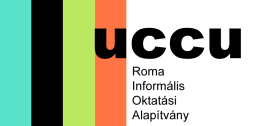 uccu
Roma
Informális
Oktatási
Alapítvány